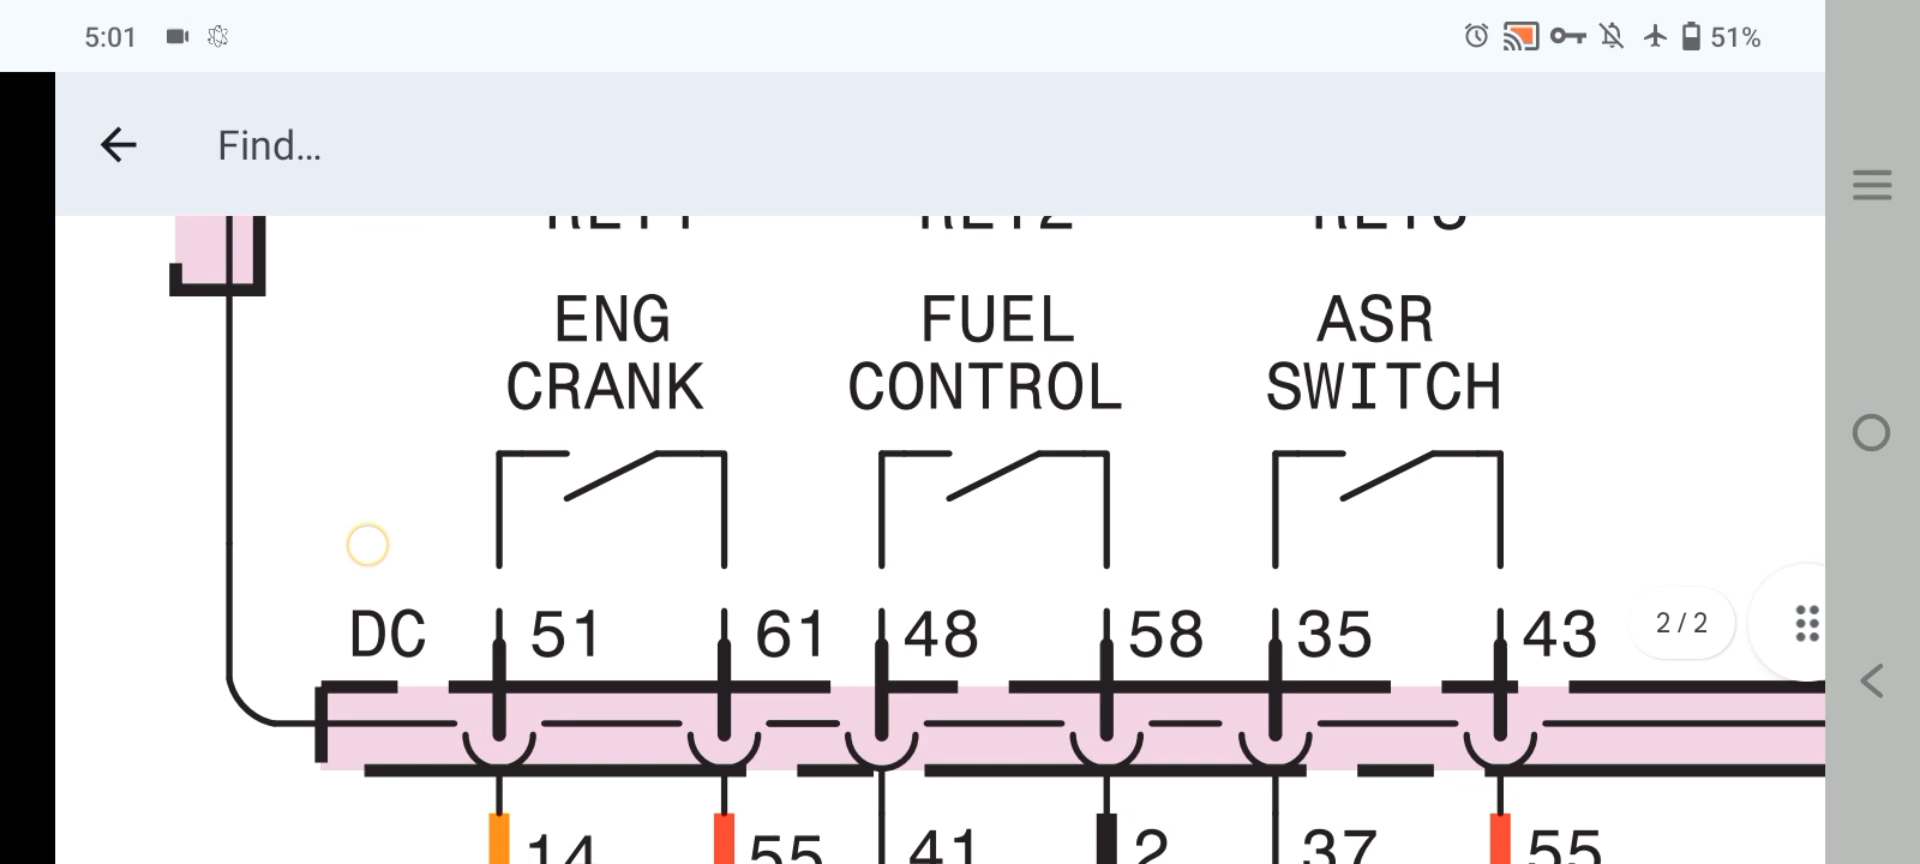 5:01 51%
Find…
ENG FUEL ASR
CRANK CONTROL SWITCH
DC 51 61 48 58 35 43 2 / 2
14 55 41 2 37 55